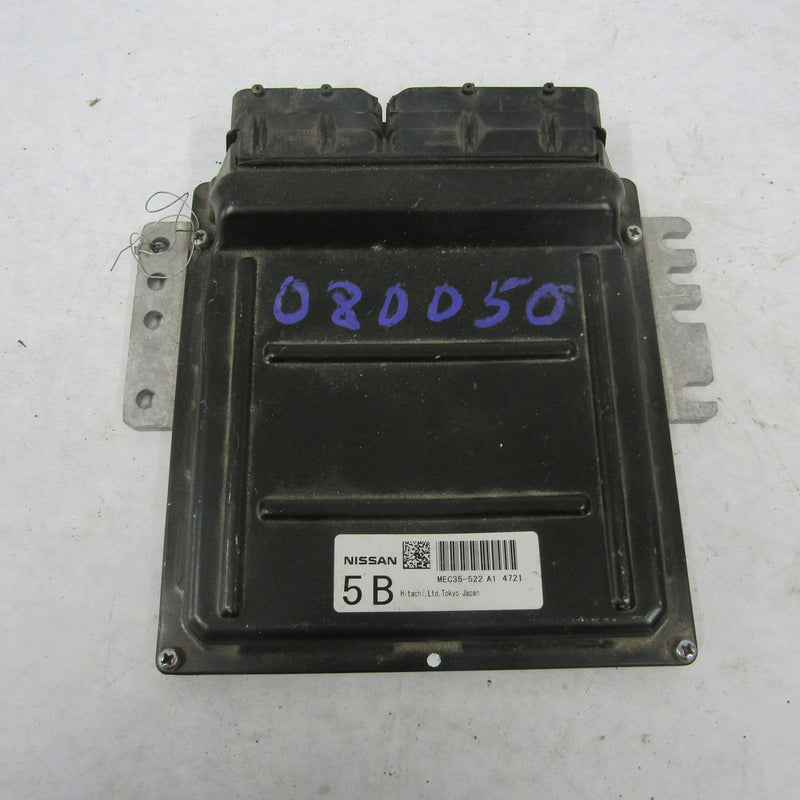 080050
NISSAN
MEC35-522 A1 4721
5B
Hitachi,Ltd.Tokyo Japan